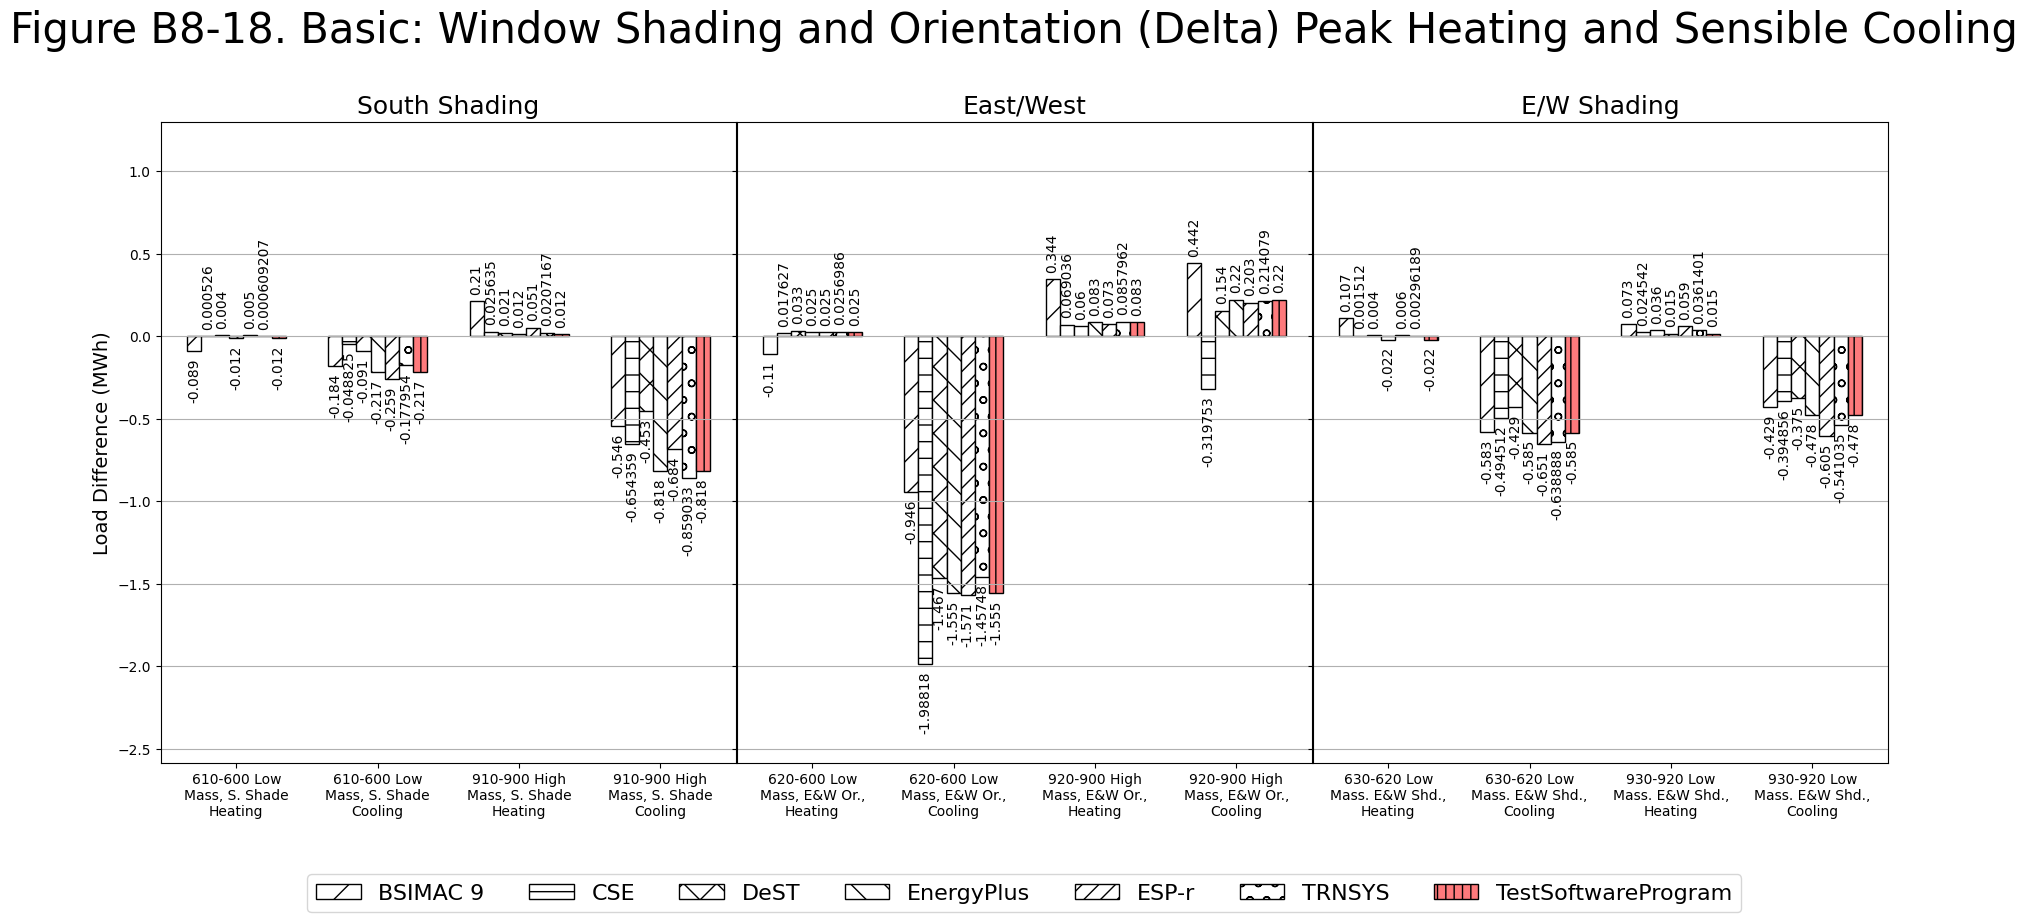 Figure B8-18. Basic: Window Shading and Orientation (Delta) Peak Heating and Sensible Cooling
South Shading
East/West
E/W Shading
Load Difference (MWh)
1.0
0.5
0.0
−0.5
−1.0
−1.5
−2.0
−2.5
-0.089
0.000526
0.004
-0.012
0.005
0.000609207
-0.012
-0.184
-0.048825
-0.091
-0.217
-0.259
-0.177954
-0.217
0.21
0.025635
0.021
0.012
0.051
0.0207167
0.012
-0.546
-0.654359
-0.453
-0.818
-0.684
-0.859033
-0.818
-0.11
0.017627
0.033
0.025
0.025
0.0256986
0.025
-0.946
-1.98818
-1.467
-1.555
-1.571
-1.45748
-1.555
0.344
0.069036
0.06
0.083
0.073
0.0857962
0.083
0.442
-0.319753
0.154
0.22
0.203
0.214079
0.22
0.107
0.001512
0.004
-0.022
0.006
0.00296189
-0.022
-0.583
-0.494512
-0.429
-0.585
-0.651
-0.638888
-0.585
0.073
0.024542
0.036
0.015
0.059
0.0361401
0.015
-0.429
-0.394856
-0.375
-0.478
-0.605
-0.541035
-0.478
610-600 Low
Mass, S. Shade
Heating
610-600 Low
Mass, S. Shade
Cooling
910-900 High
Mass, S. Shade
Heating
910-900 High
Mass, S. Shade
Cooling
620-600 Low
Mass, E&W Or.,
Heating
620-600 Low
Mass, E&W Or.,
Cooling
920-900 High
Mass, E&W Or.,
Heating
920-900 High
Mass, E&W Or.,
Cooling
630-620 Low
Mass. E&W Shd.,
Heating
630-620 Low
Mass. E&W Shd.,
Cooling
930-920 Low
Mass. E&W Shd.,
Heating
930-920 Low
Mass. E&W Shd.,
Cooling
BSIMAC 9
CSE
DeST
EnergyPlus
ESP-r
TRNSYS
TestSoftwareProgram